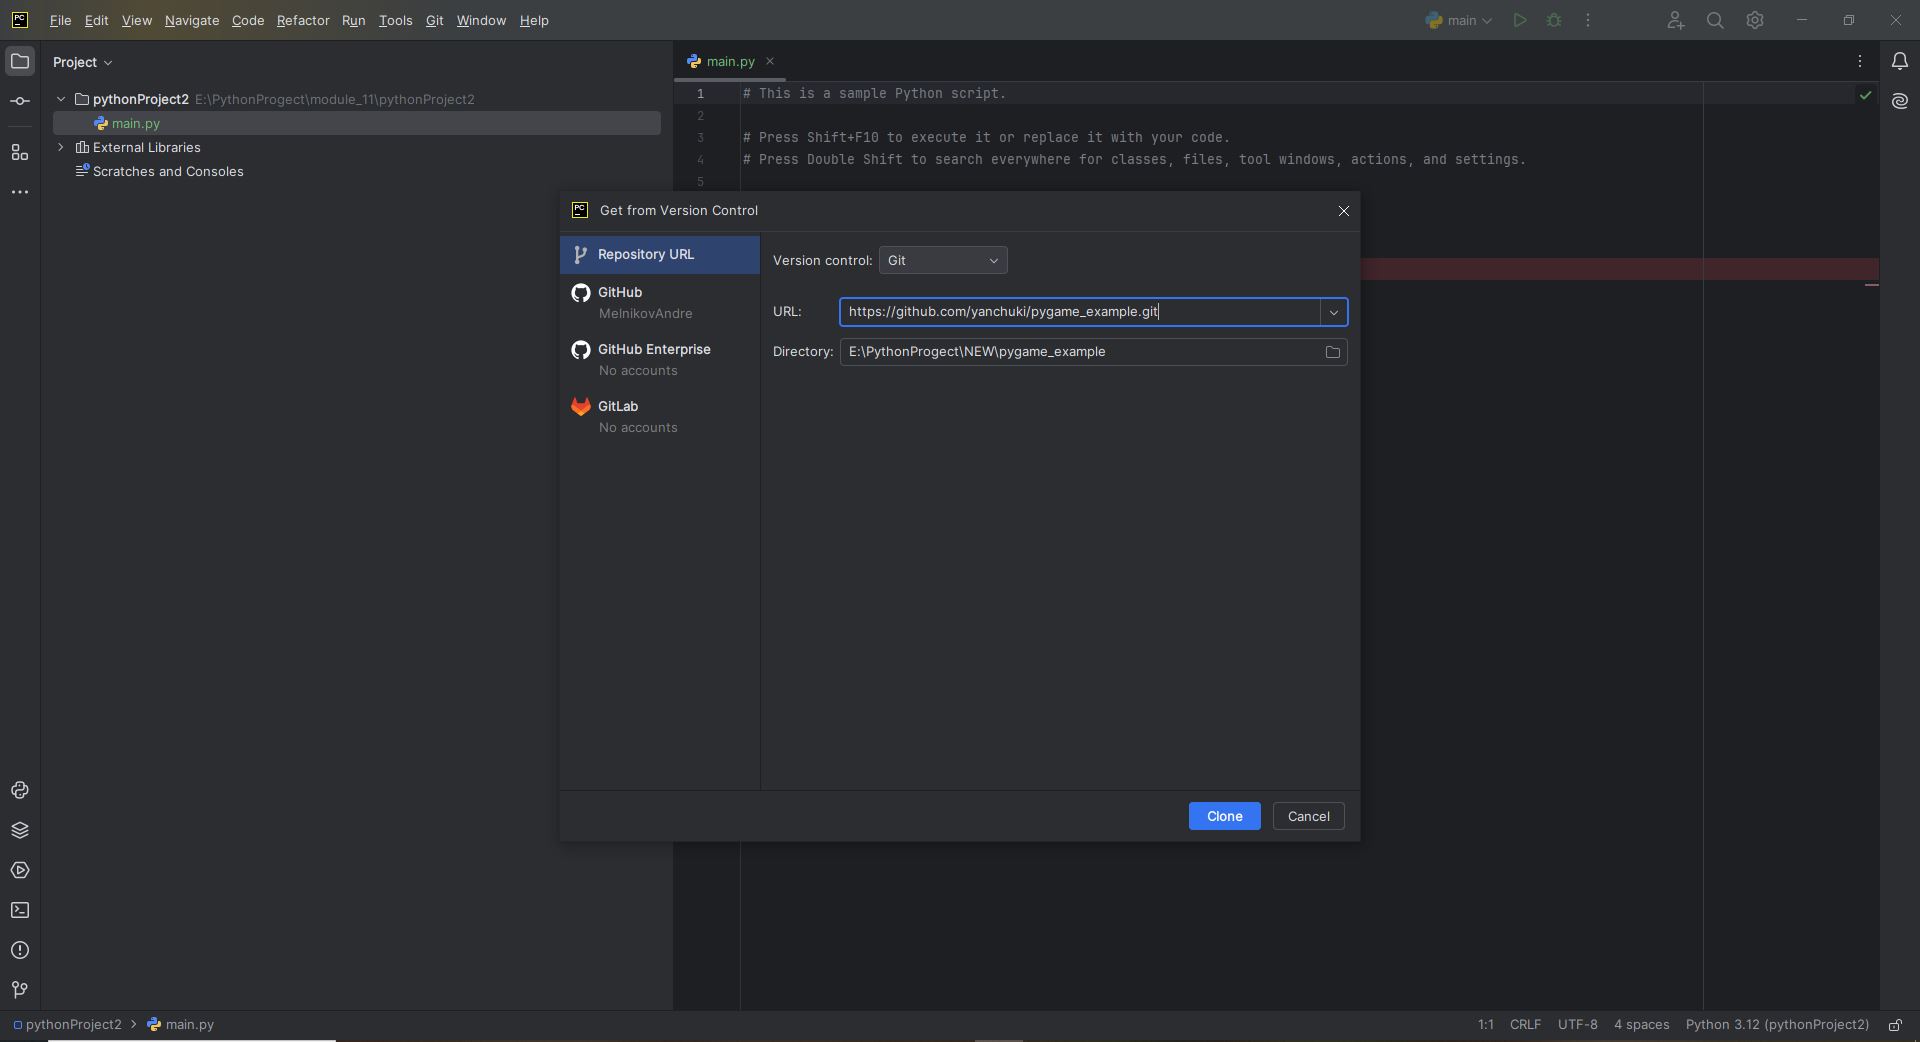 File Edit View Navigate Code Refactor Run Tools Git Window Help
main
Project
main.py
pythonProject2 E:\PythonProgect\module_11\pythonProject2
main.py
External Libraries
Scratches and Consoles
1 # This is a sample Python script.
2
3 # Press Shift+F10 to execute it or replace it with your code.
4 # Press Double Shift to search everywhere for classes, files, tool windows, actions, and settings.
5
Get from Version Control
Repository URL
GitHub
MelnikovAndre
GitHub Enterprise
No accounts
GitLab
No accounts
Version control: Git
URL: https://github.com/yanchuki/pygame_example.git
Directory: E:\PythonProgect\NEW\pygame_example
Clone Cancel
pythonProject2 > main.py
1:1 CRLF UTF-8 4 spaces Python 3.12 (pythonProject2)